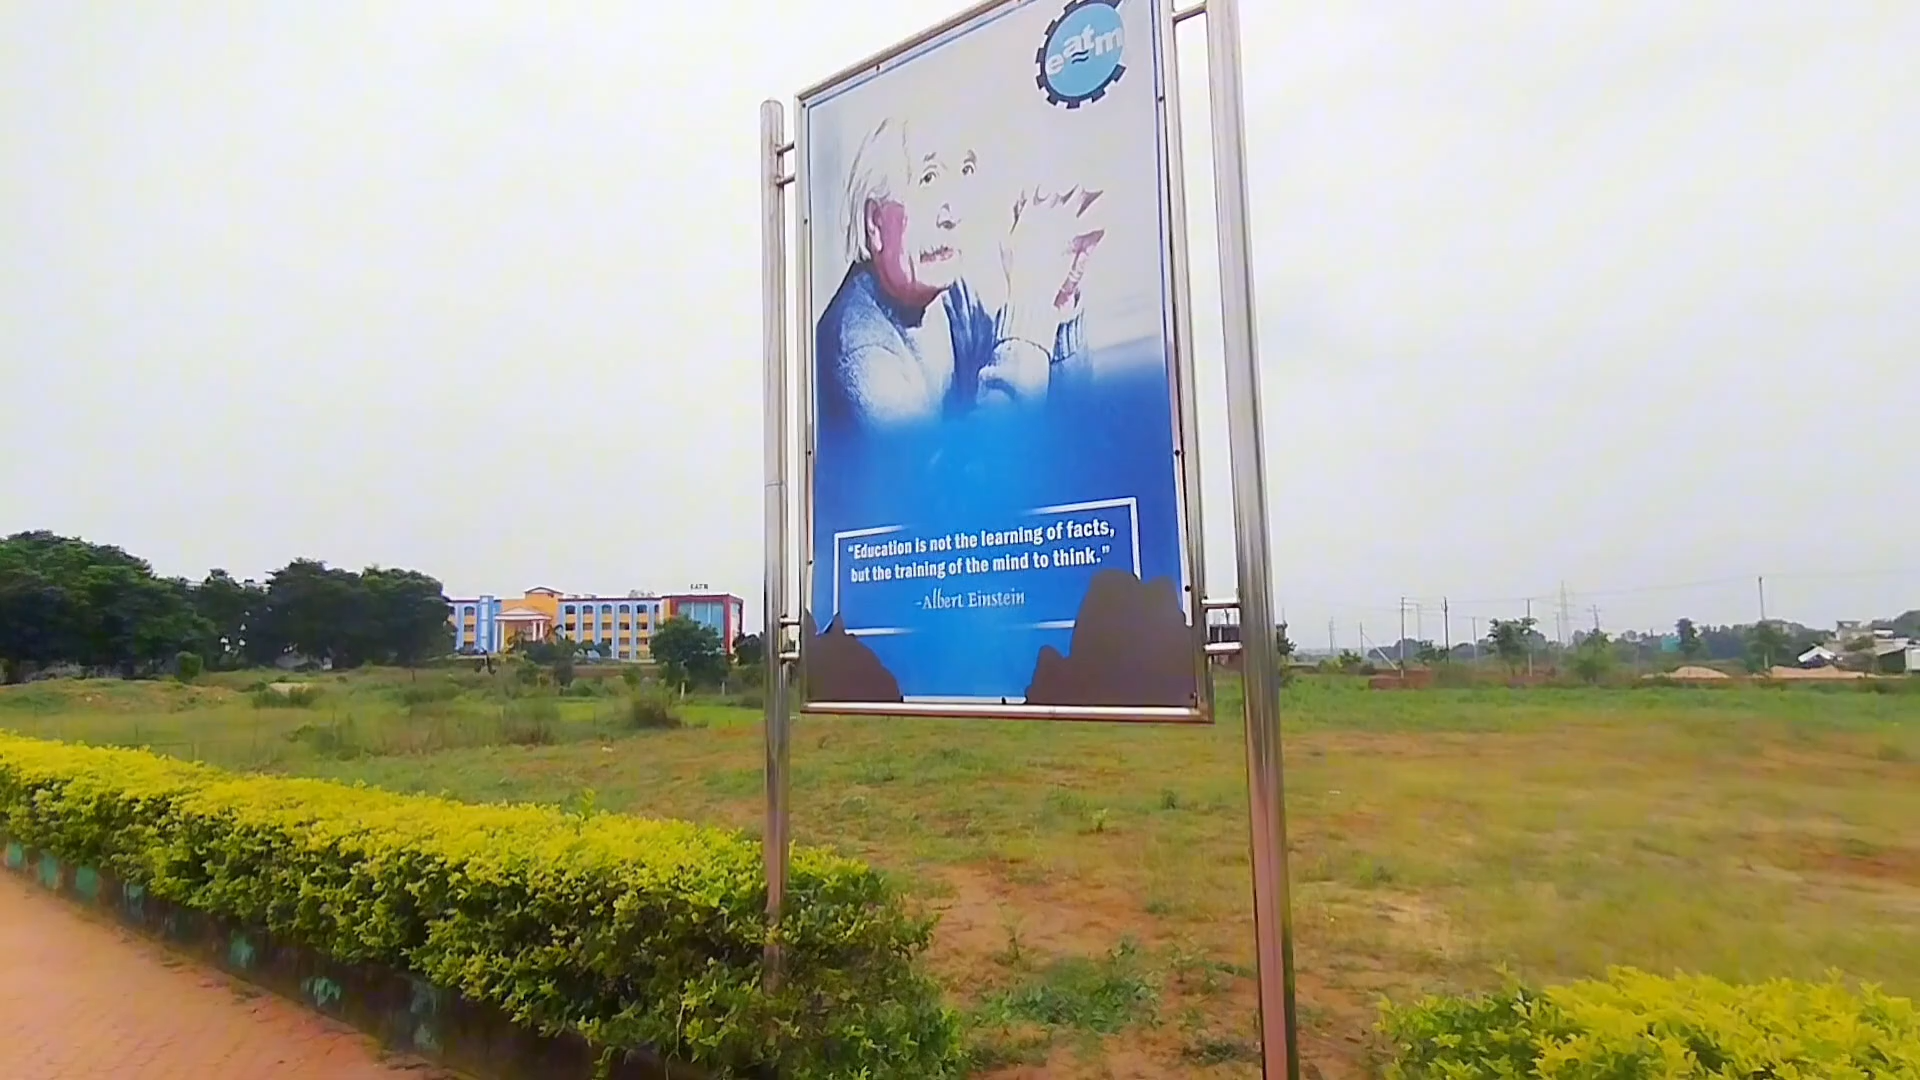 eatm
"Education is not the learning of facts,
but the training of the mind to think."
-Albert Einstein
EATM